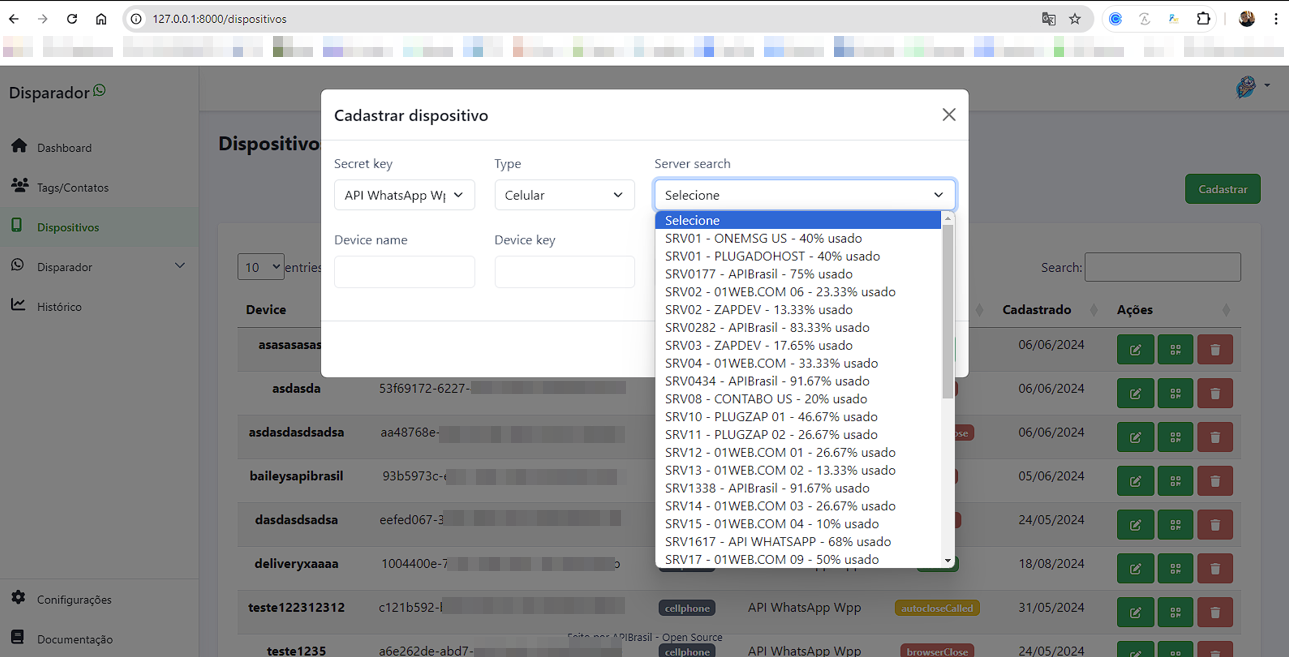 127.0.0.1:8000/dispositivos
Disparador
Cadastrar dispositivo
Dashboard
Tags/Contatos
Dispositivos
Disparador
Histórico
Configurações
Documentação
Dispositivo
Secret key Type Server search
API WhatsApp Wp Celular Selecione
Cadastrar
Device name Device key
Selecione
SRV01 - ONEMSG US - 40% usado
SRV01 - PLUGADOHOST - 40% usado
SRV0177 - APIBrasil - 75% usado
SRV02 - 01WEB.COM 06 - 23.33% usado
SRV02 - ZAPDEV - 13.33% usado
SRV0282 - APIBrasil - 83.33% usado
SRV03 - ZAPDEV - 17.65% usado
SRV04 - 01WEB.COM - 33.33% usado
SRV0434 - APIBrasil - 91.67% usado
SRV08 - CONTABO US - 20% usado
SRV10 - PLUGZAP 01 - 46.67% usado
SRV11 - PLUGZAP 02 - 26.67% usado
SRV12 - 01WEB.COM 01 - 26.67% usado
SRV13 - 01WEB.COM 02 - 13.33% usado
SRV1338 - APIBrasil - 91.67% usado
SRV14 - 01WEB.COM 03 - 26.67% usado
SRV15 - 01WEB.COM 04 - 10% usado
SRV1617 - API WHATSAPP - 68% usado
SRV17 - 01WEB.COM 09 - 50% usado
10 entries Search:
Device Cadastrado Ações
asasasasas 06/06/2024
asdasda 53f69172-6227- 06/06/2024
asdasdasdsadsa aa48768e- 06/06/2024
baileysapibrasil 93b5973c- 05/06/2024
dasdasdsadsa eefed067-3 24/05/2024
deliveryxaaaa 1004400e-7 18/08/2024
teste122312312 c121b592- cellphone API WhatsApp Wpp autocloseCalled 31/05/2024
Feito por APIBrasil - Open Source
teste1235 a6e262de-abd7- cellphone API WhatsApp Wpp browserClose 24/05/2024